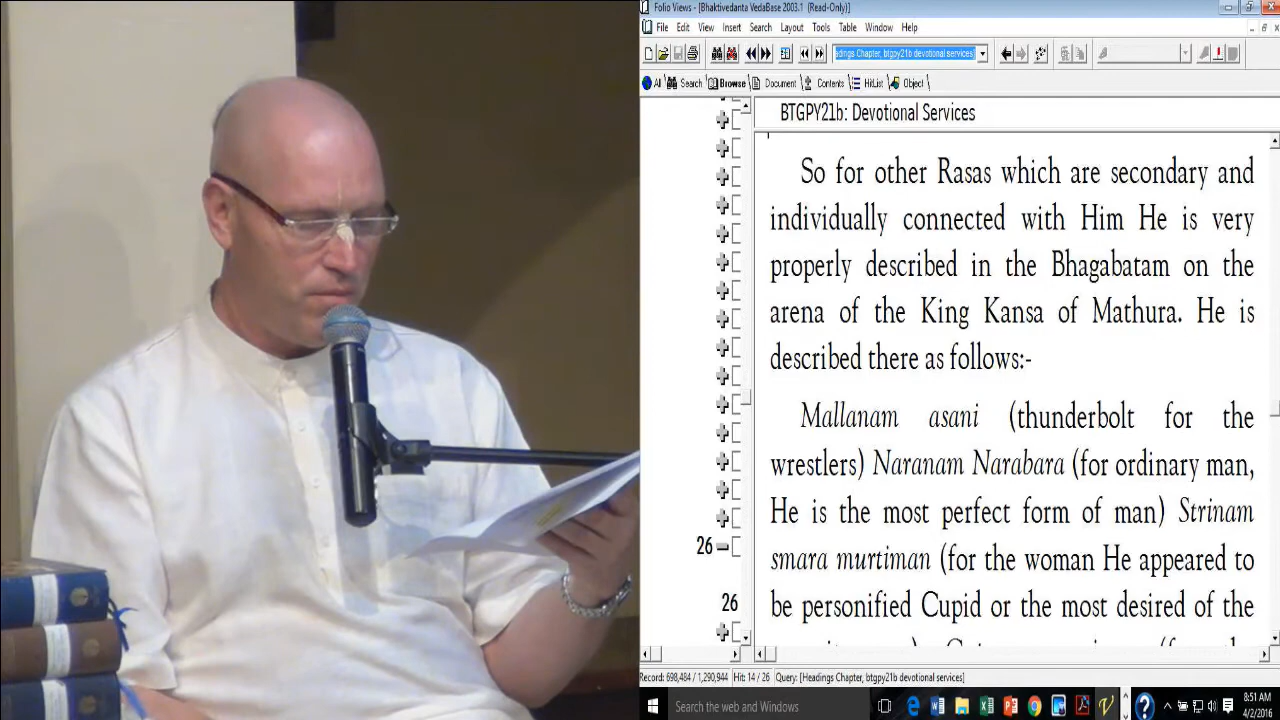 Folio Views - [Bhaktivedanta VedaBase 2003.1 (Read-Only)]
File Edit View Insert Search Layout Tools Table Window Help
eadings Chapter, btgpy21b devotional services]
All Search Browse Document Contents HitList Object
BTGPY21b: Devotional Services
So for other Rasas which are secondary and
individually connected with Him He is very
properly described in the Bhagabatam on the
arena of the King Kansa of Mathura. He is
described there as follows:-
Mallanam asani (thunderbolt for the
wrestlers) Naranam Narabara (for ordinary man,
He is the most perfect form of man) Strinam
smara murtiman (for the woman He appeared to
be personified Cupid or the most desired of the
26
26
Record: 698,484 / 1,290,944 Hit: 14 / 26 Query: [Headings Chapter, btgpy21b devotional services]
Search the web and Windows
8:51 AM
4/2/2016